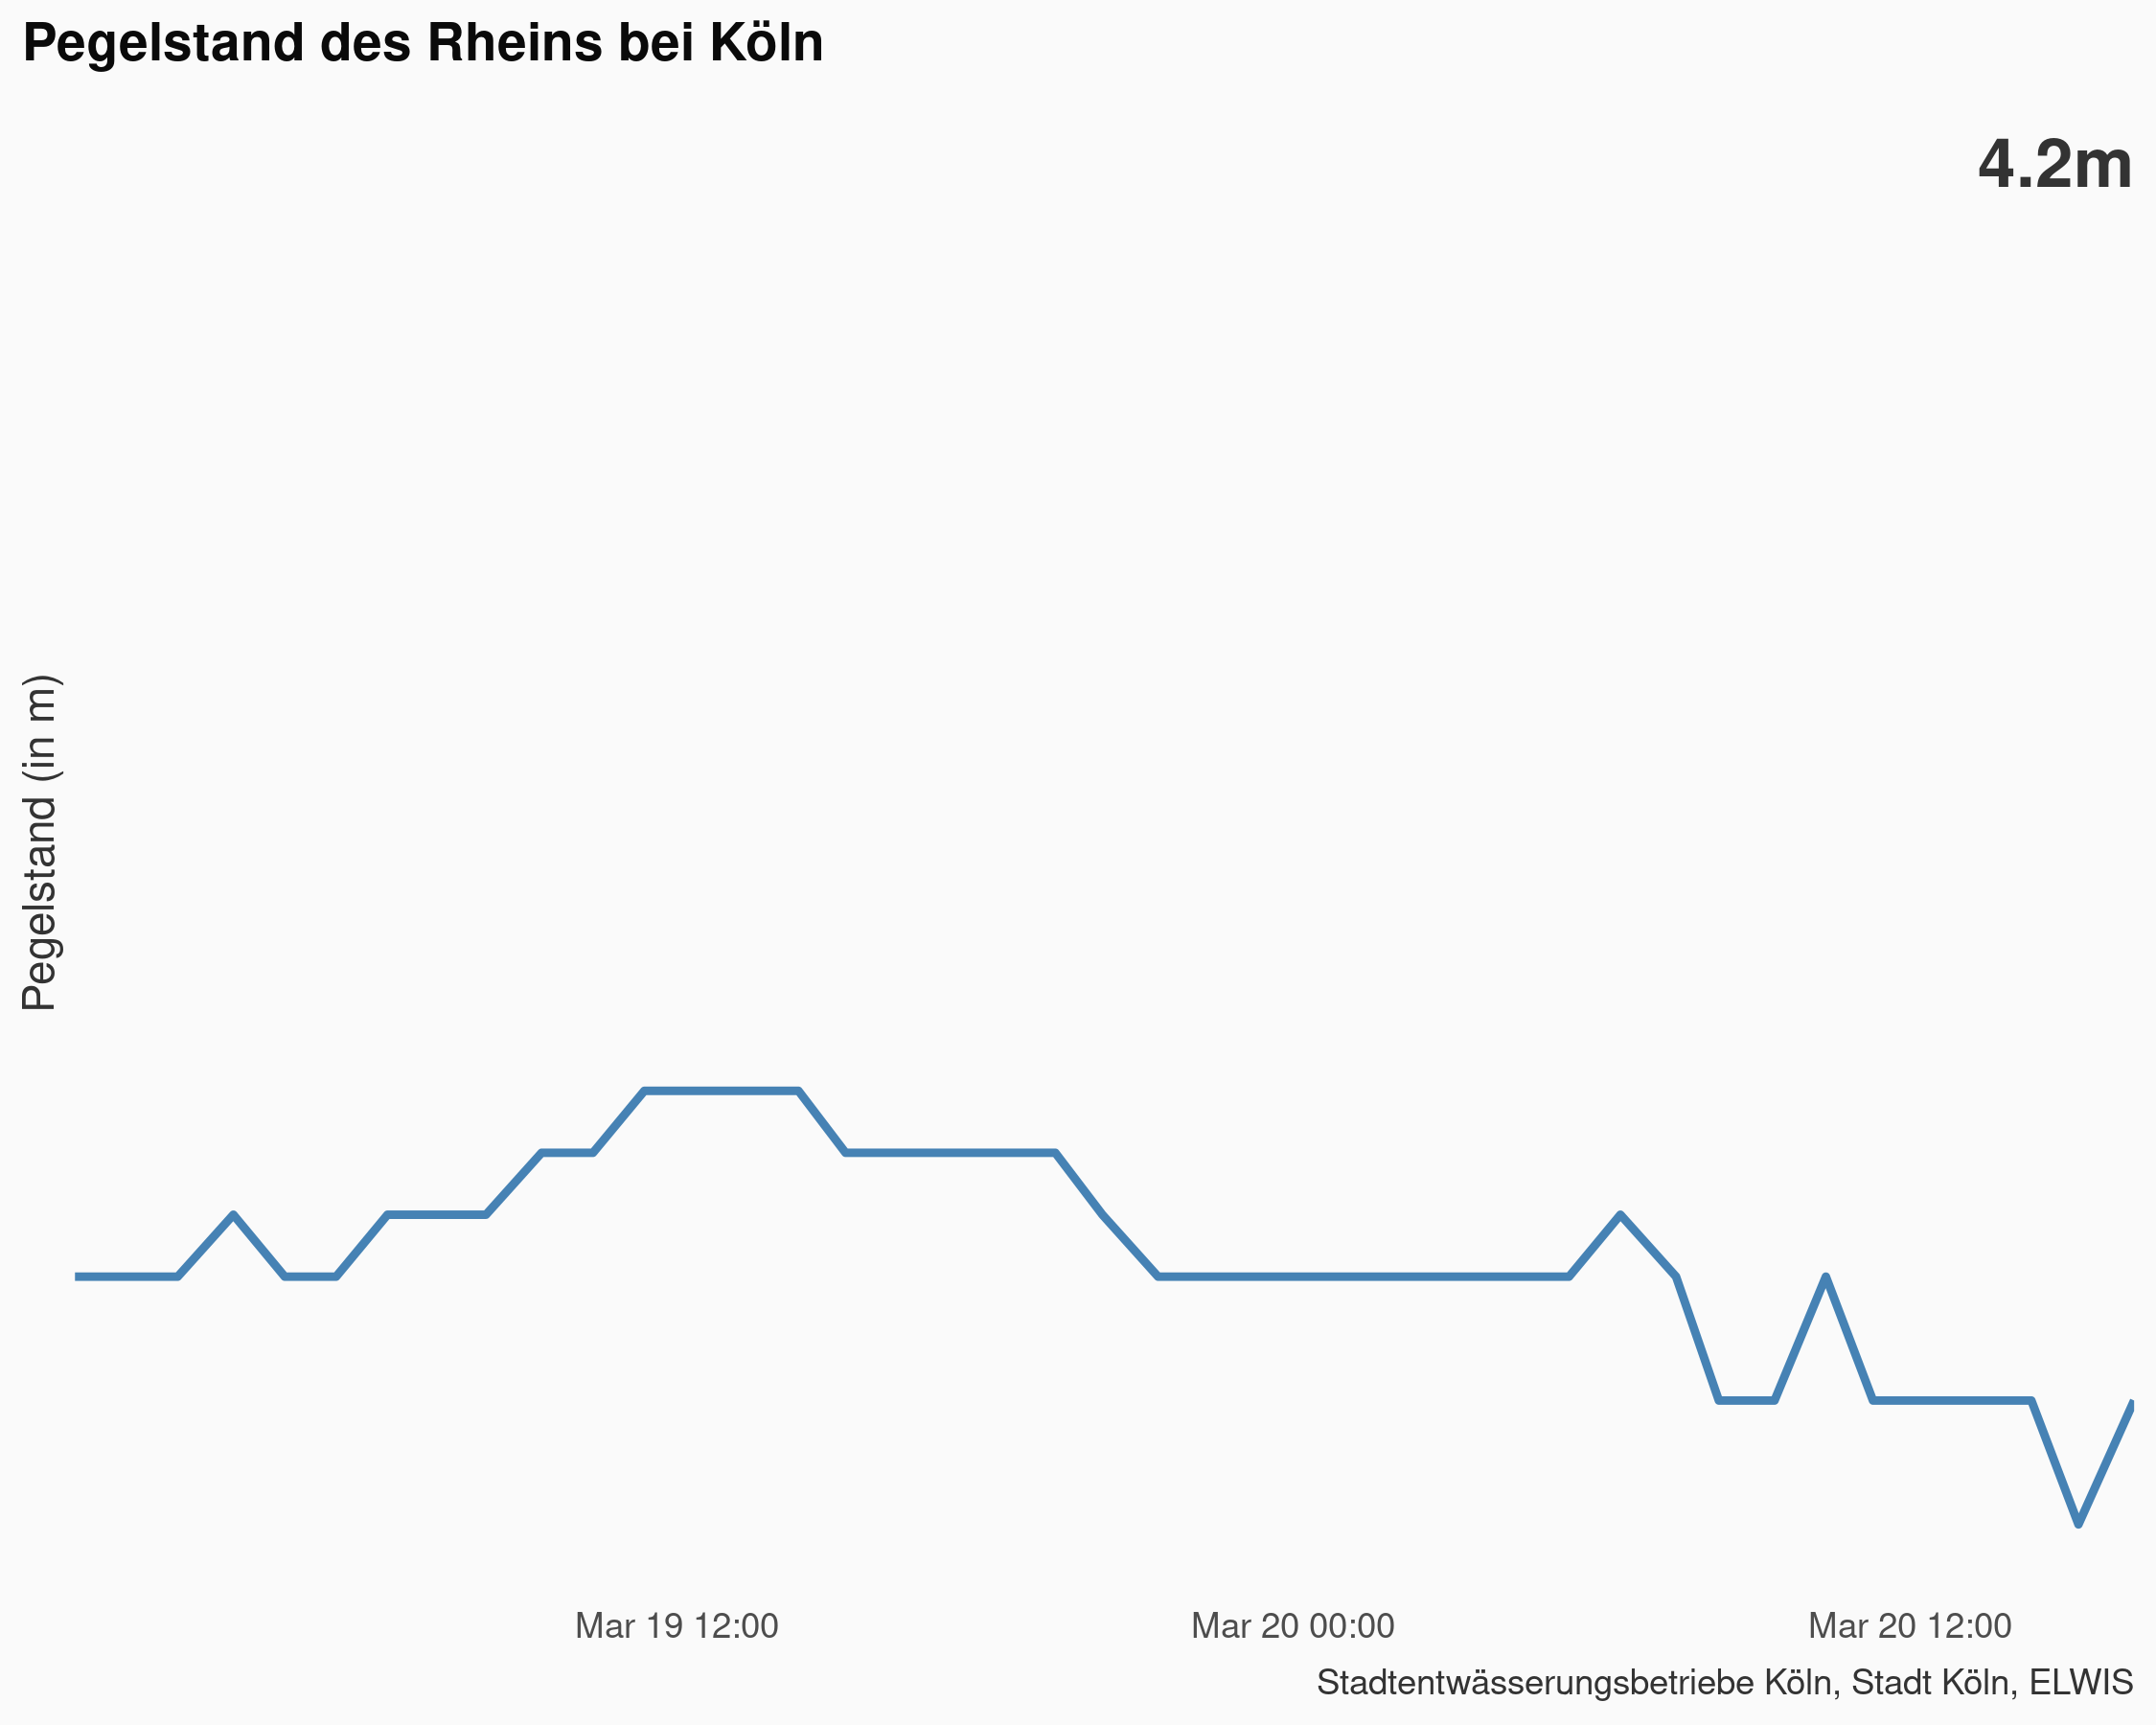 Pegelstand des Rheins bei Köln
4.2m
Pegelstand (in m)
Mar 19 12:00
Mar 20 00:00
Mar 20 12:00
Stadtentwässerungsbetriebe Köln, Stadt Köln, ELWIS